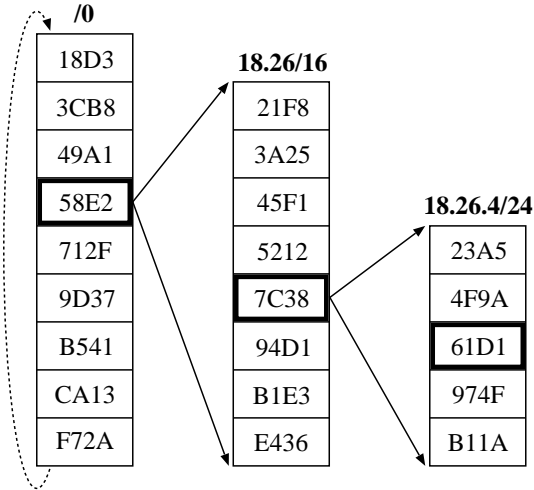 /0
18D3
3CB8
49A1
58E2
712F
9D37
B541
CA13
F72A
18.26/16
21F8
3A25
45F1
5212
7C38
94D1
B1E3
E436
18.26.4/24
23A5
4F9A
61D1
974F
B11A